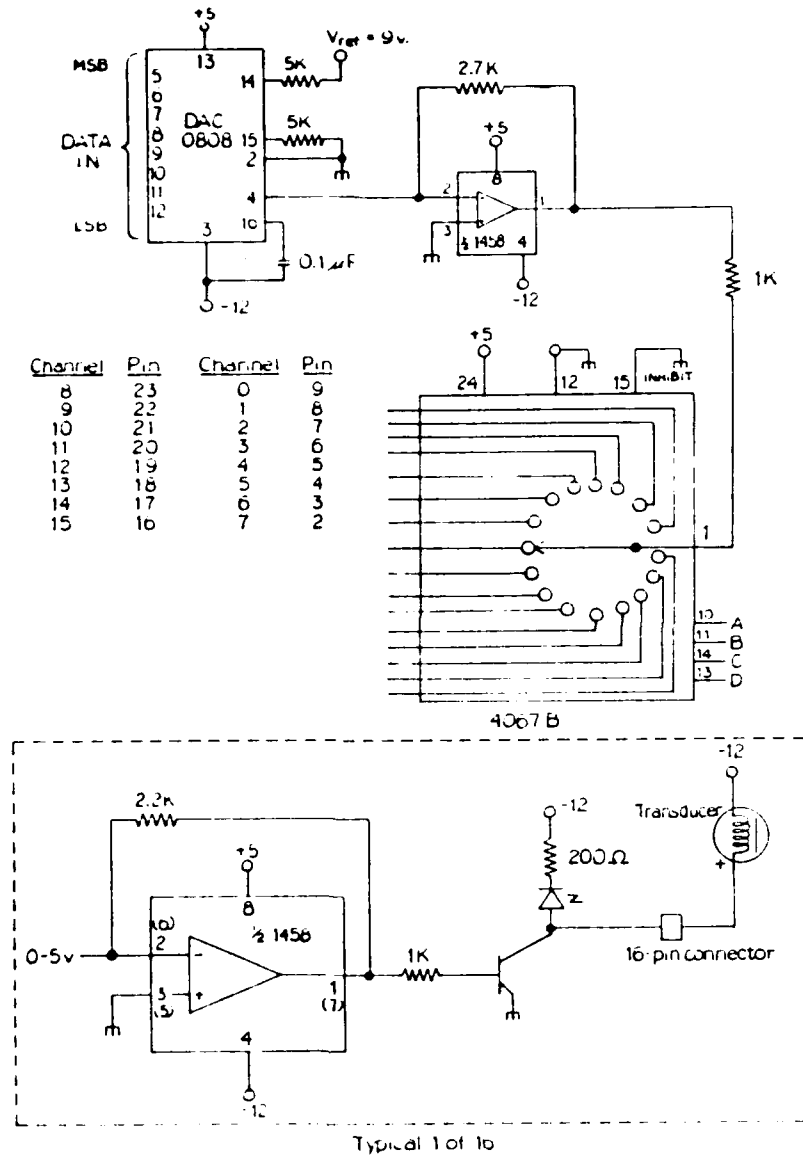 +5
Vref = 9v.
MSB
13
5
14
5K
6
7
DAC
0808
8
15
5K
DATA
IN
9
2
10
11
4
12
LSB
3
16
0.1 µF
-12
2.7K
+5
8
2
1
3
½ 1458
4
-12
1K
Channel Pin Channel Pin
8 23 0 9
9 22 1 8
10 21 2 7
11 20 3 6
12 19 4 5
13 18 5 4
14 17 6 3
15 16 7 2
+5
24
12
15
INHIBIT
1
10 A
11 B
14 C
13 D
4067B
2.2K
+5
8
(6)
2
½ 1458
0-5v
-
3
+
(5)
1
(7)
4
-12
1K
-12
200Ω
-12
Transducer
+
16-pin connector
Typical 1 of 16